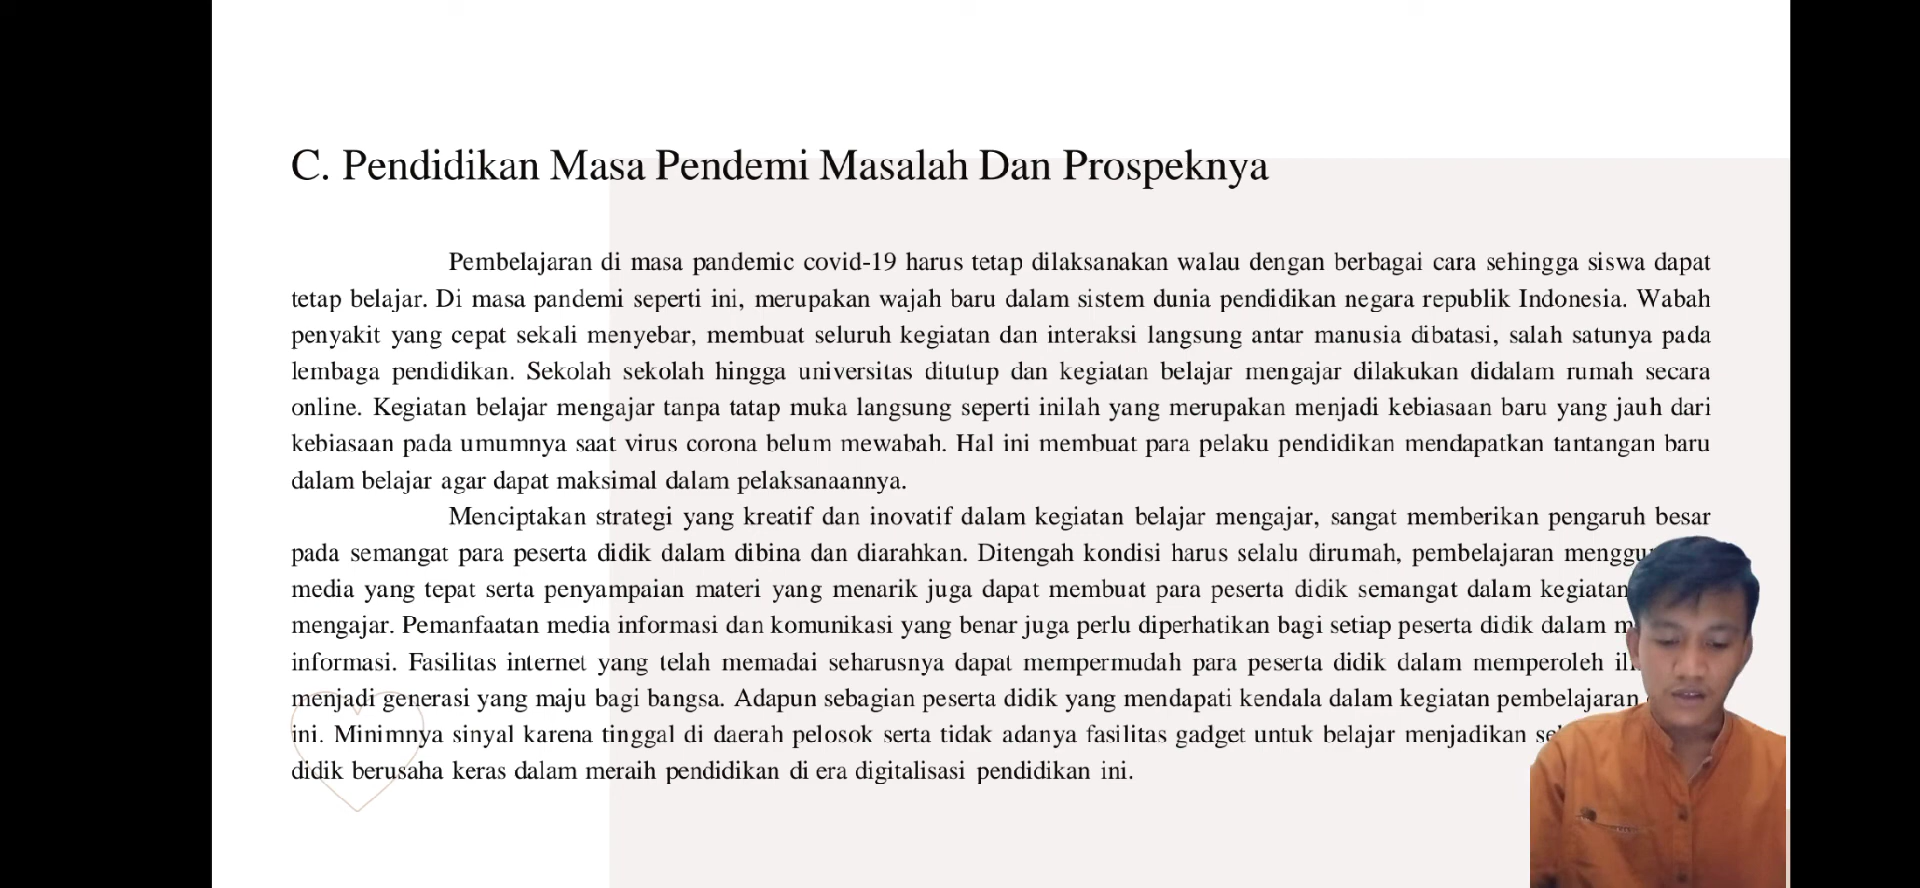 C. Pendidikan Masa Pendemi Masalah Dan Prospeknya
Pembelajaran di masa pandemic covid-19 harus tetap dilaksanakan walau dengan berbagai cara sehingga siswa dapat
tetap belajar. Di masa pandemi seperti ini, merupakan wajah baru dalam sistem dunia pendidikan negara republik Indonesia. Wabah
penyakit yang cepat sekali menyebar, membuat seluruh kegiatan dan interaksi langsung antar manusia dibatasi, salah satunya pada
lembaga pendidikan. Sekolah sekolah hingga universitas ditutup dan kegiatan belajar mengajar dilakukan didalam rumah secara
online. Kegiatan belajar mengajar tanpa tatap muka langsung seperti inilah yang merupakan menjadi kebiasaan baru yang jauh dari
kebiasaan pada umumnya saat virus corona belum mewabah. Hal ini membuat para pelaku pendidikan mendapatkan tantangan baru
dalam belajar agar dapat maksimal dalam pelaksanaannya.
Menciptakan strategi yang kreatif dan inovatif dalam kegiatan belajar mengajar, sangat memberikan pengaruh besar
pada semangat para peserta didik dalam dibina dan diarahkan. Ditengah kondisi harus selalu dirumah, pembelajaran
media yang tepat serta penyampaian materi yang menarik juga dapat membuat para peserta didik semangat dalam kegiatan
mengajar. Pemanfaatan media informasi dan komunikasi yang benar juga perlu diperhatikan bagi setiap peserta didik dalam
informasi. Fasilitas internet yang telah memadai seharusnya dapat mempermudah para peserta didik dalam memperoleh
menjadi generasi yang maju bagi bangsa. Adapun sebagian peserta didik yang mendapati kendala dalam kegiatan pembelajaran
ini. Minimnya sinyal karena tinggal di daerah pelosok serta tidak adanya fasilitas gadget untuk belajar menjadikan
didik berusaha keras dalam meraih pendidikan di era digitalisasi pendidikan ini.